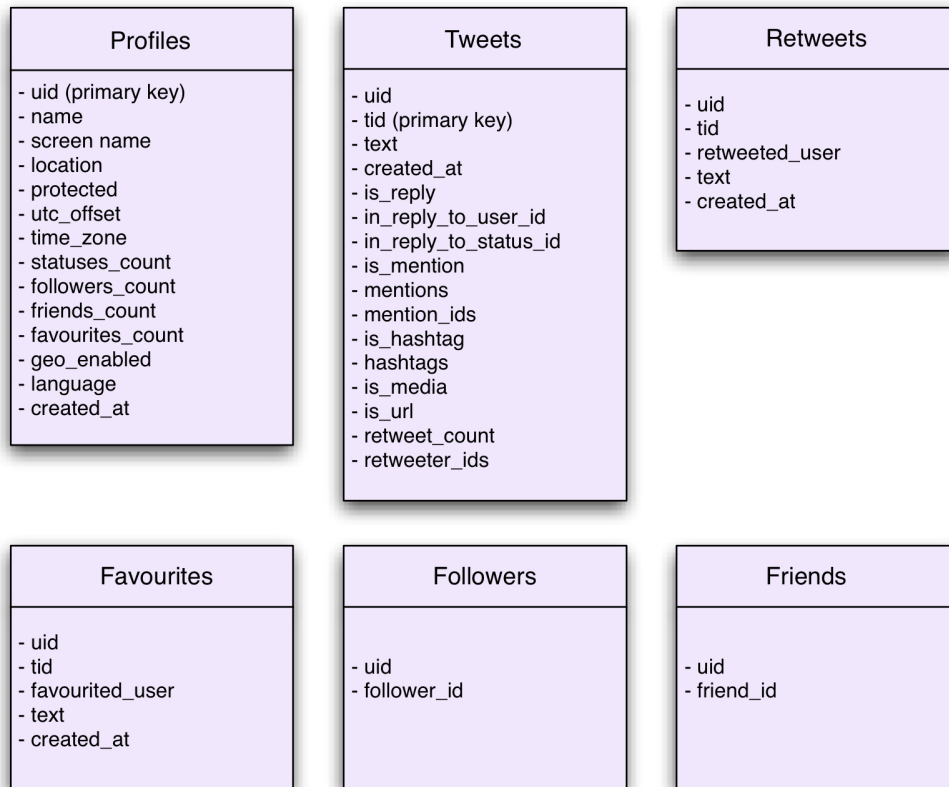 Profiles
- uid (primary key)
- name
- screen name
- location
- protected
- utc_offset
- time_zone
- statuses_count
- followers_count
- friends_count
- favourites_count
- geo_enabled
- language
- created_at
Tweets
- uid
- tid (primary key)
- text
- created_at
- is_reply
- in_reply_to_user_id
- in_reply_to_status_id
- is_mention
- mentions
- mention_ids
- is_hashtag
- hashtags
- is_media
- is_url
- retweet_count
- retweeter_ids
Retweets
- uid
- tid
- retweeted_user
- text
- created_at
Favourites
- uid
- tid
- favourited_user
- text
- created_at
Followers
- uid
- follower_id
Friends
- uid
- friend_id